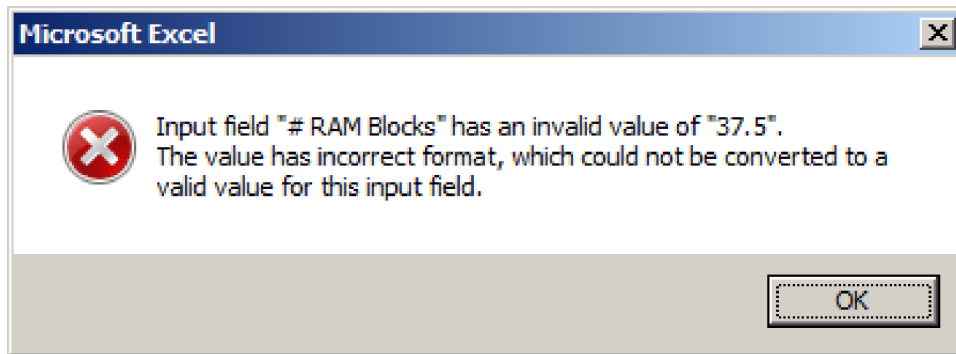 Microsoft Excel
Input field "# RAM Blocks" has an invalid value of "37.5".
The value has incorrect format, which could not be converted to a
valid value for this input field.
OK